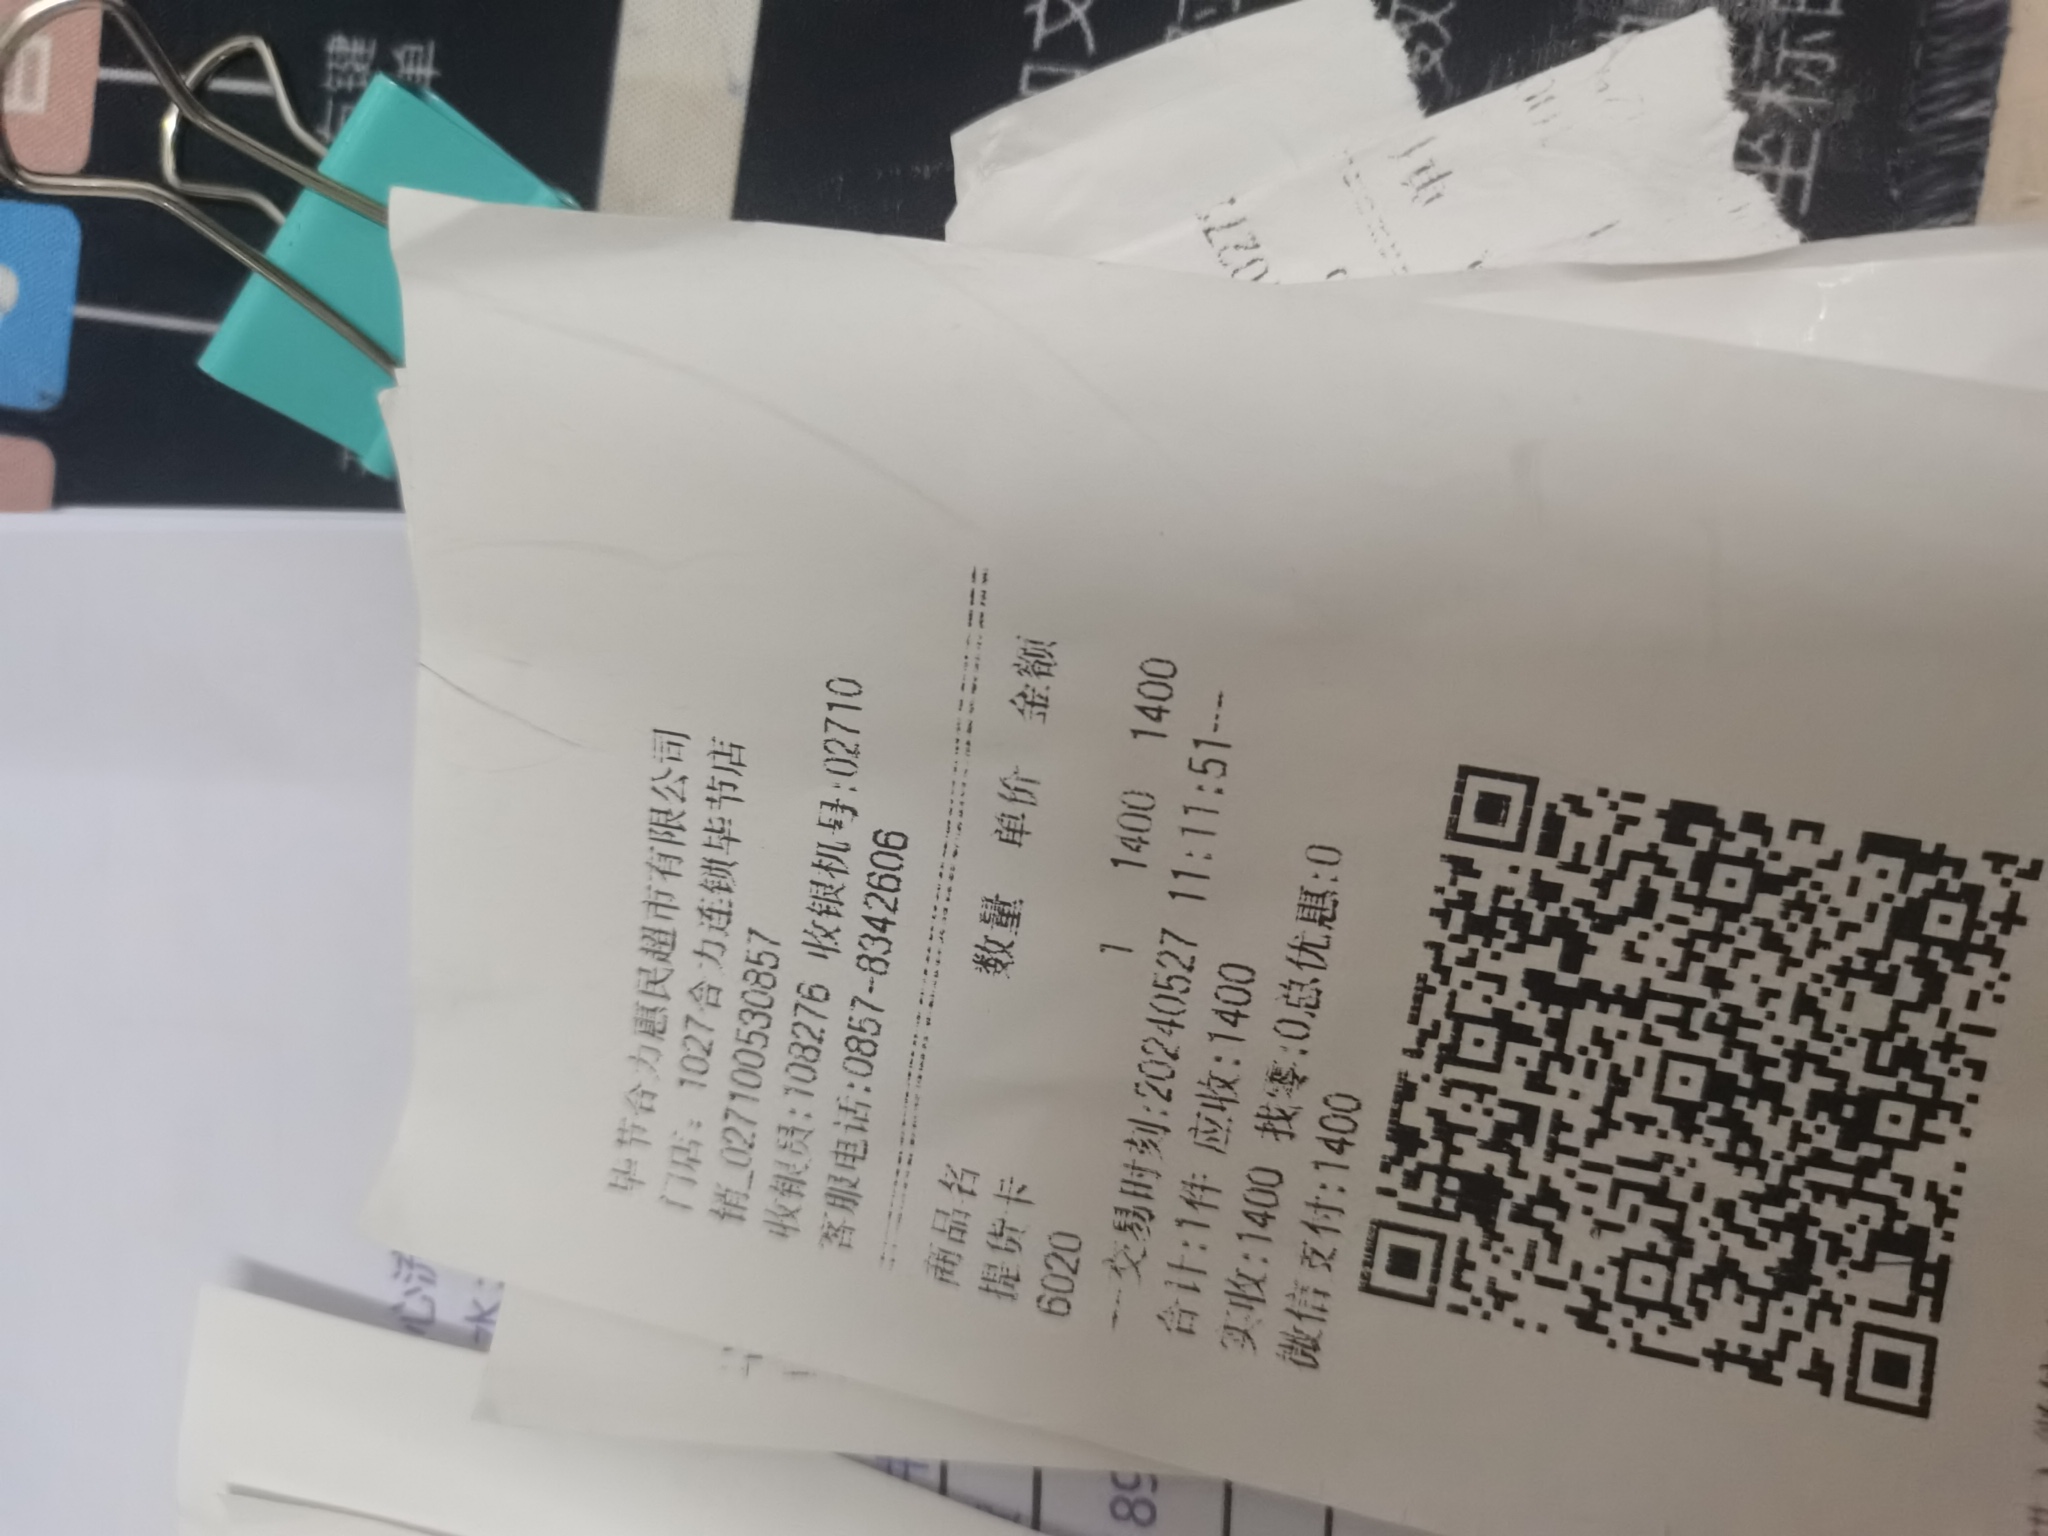 毕节合力惠民超市有限公司
门店: 1027合力连锁毕节店
销_027100530857
收银员:108276 收银机号:02710
客服电话:0857-8342606
商品名 数量 单价 金额
提货卡
6020 1 1400 1400
--交易时刻:20240527 11:11:51--
合计:1件 应收:1400
实收:1400 找零:0总优惠:0
微信支付:1400
027
89